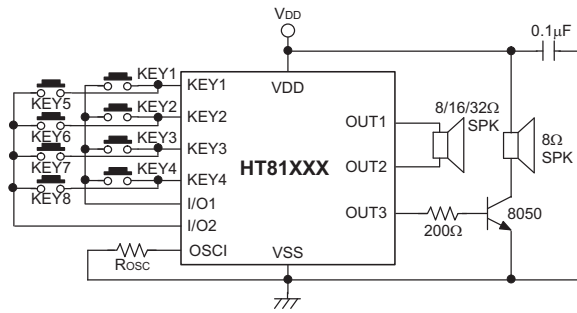 VDD
0.1μF
KEY1
KEY5
KEY1
VDD
KEY2
KEY6
KEY2
OUT1
8/16/32Ω
SPK
KEY3
KEY7
KEY3
HT81XXX
OUT2
8Ω
SPK
KEY4
KEY8
KEY4
I/O1
OUT3
8050
200Ω
I/O2
OSCI
VSS
ROSC